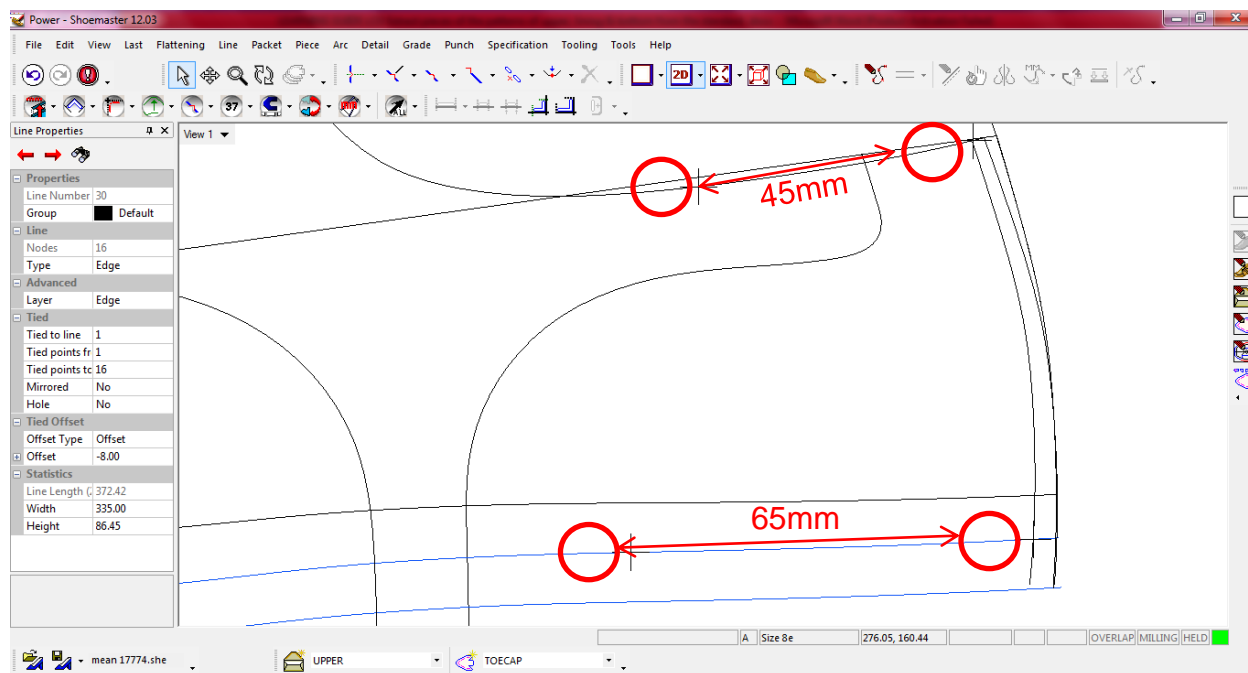 Power - Shoemaster 12.03
File Edit View Last Flattening Line Packet Piece Arc Detail Grade Punch Specification Tooling Tools Help
2D
37
Line Properties
View 1
Properties
Line Number 30
Group Default
Line
Nodes 16
Type Edge
Advanced
Layer Edge
Tied
Tied to line 1
Tied points fr 1
Tied points tc 16
Mirrored No
Hole No
Tied Offset
Offset Type Offset
Offset -8.00
Statistics
Line Length (2 372.42
Width 335.00
Height 86.45
45mm
65mm
A Size 8e 276.05, 160.44 OVERLAP MILLING HELD
mean 17774.she UPPER TOECAP